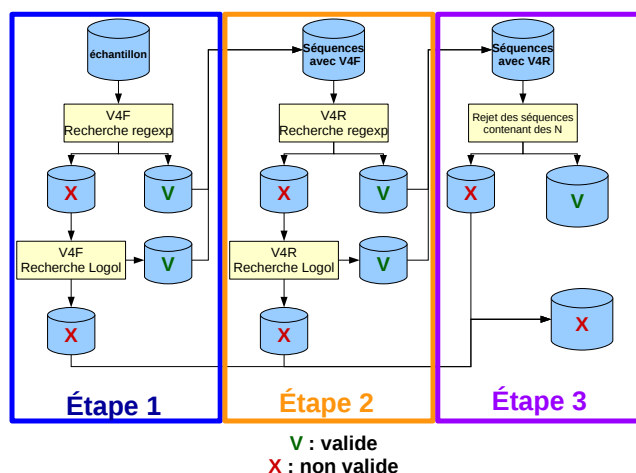 échantillon
V4F
Recherche regexp
X
V
V4F
Recherche Logol
V
X
Étape 1
Séquences
avec V4F
V4R
Recherche regexp
X
V
V4R
Recherche Logol
V
X
Étape 2
Séquences
avec V4R
Rejet des séquences
contenant des N
X
V
X
Étape 3
V : valide
X : non valide